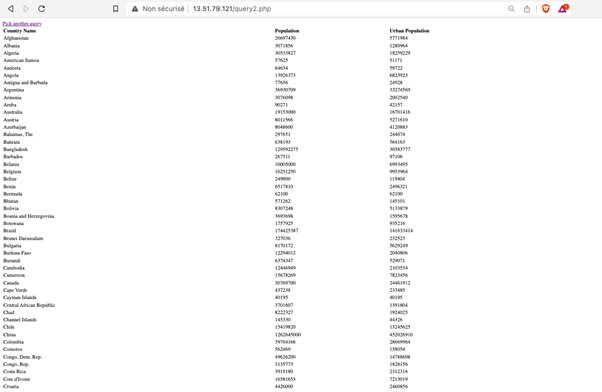 Non sécurisé | 13.51.79.121/query2.php
Pick another query
Country Name Population Urban Population
Afghanistan 26697430 5771984
Albania 3071856 1280964
Algeria 30533827 18259229
American Samoa 57625 51171
Andorra 64634 59722
Angola 13926373 6823923
Antigua and Barbuda 77656 24928
Argentina 36930709 33274569
Armenia 3076098 2002540
Aruba 90271 42157
Australia 19153000 16701416
Austria 8011566 5271610
Azerbaijan 8048600 4120883
Bahamas, The 297651 244074
Bahrain 638193 564163
Bangladesh 129592275 30583777
Barbados 267511 97106
Belarus 10005000 6993495
Belgium 10251250 9953964
Belize 249800 119404
Benin 6517810 2496321
Bermuda 62100 62100
Bhutan 571262 145101
Bolivia 8307248 5133879
Bosnia and Herzegovina 3693698 1595678
Botswana 1757925 935216
Brazil 174425387 141633414
Brunei Darussalam 327036 232523
Bulgaria 8170172 5629249
Burkina Faso 12294012 2040806
Burundi 6374347 529071
Cambodia 12446949 2103534
Cameroon 15678269 7823456
Canada 30769700 24461912
Cape Verde 437238 233485
Cayman Islands 40195 40195
Central African Republic 3701607 1391804
Chad 8222327 1924025
Channel Islands 145330 44326
Chile 15419820 13245625
China 1262645000 452026910
Colombia 39764166 28669964
Comoros 562469 158054
Congo, Dem. Rep. 49626200 14788608
Congo, Rep. 3135773 1828156
Costa Rica 3919180 2312316
Cote d'Ivoire 16581653 7213019
Croatia 4426000 2460856